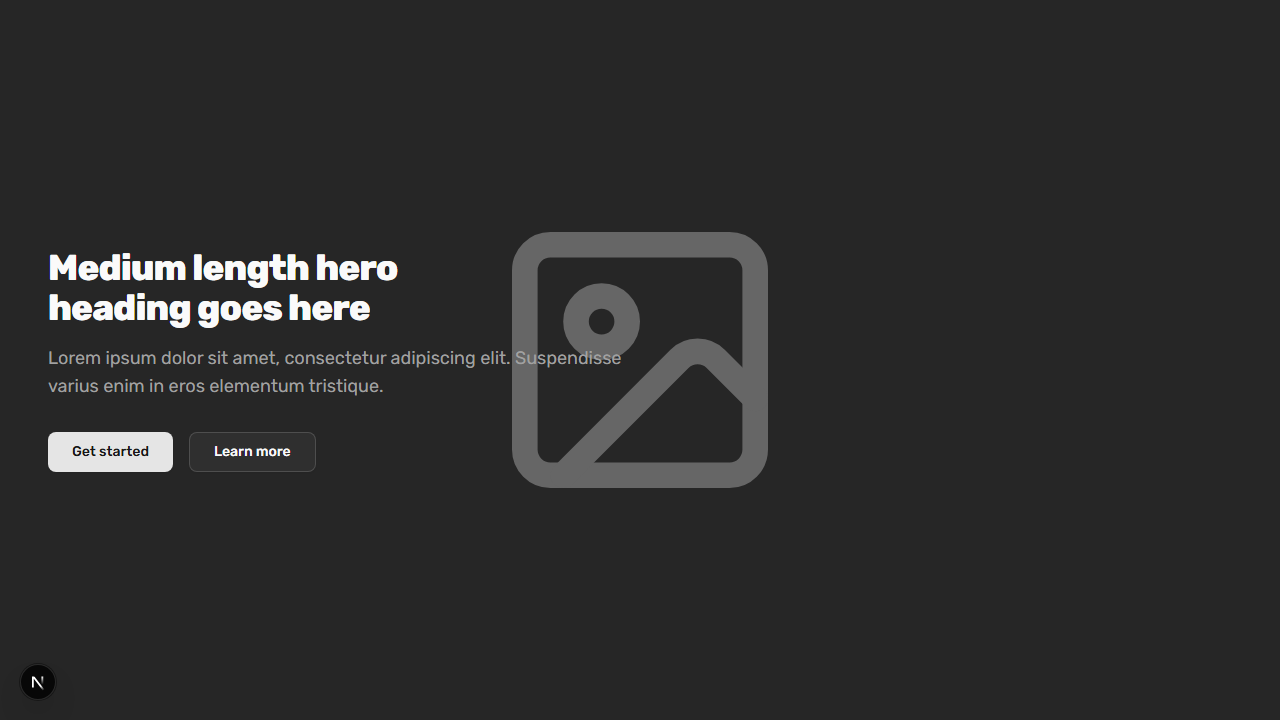 Medium length hero
heading goes here
Lorem ipsum dolor sit amet, consectetur adipiscing elit. Suspendisse
varius enim in eros elementum tristique.
Get started
Learn more
N